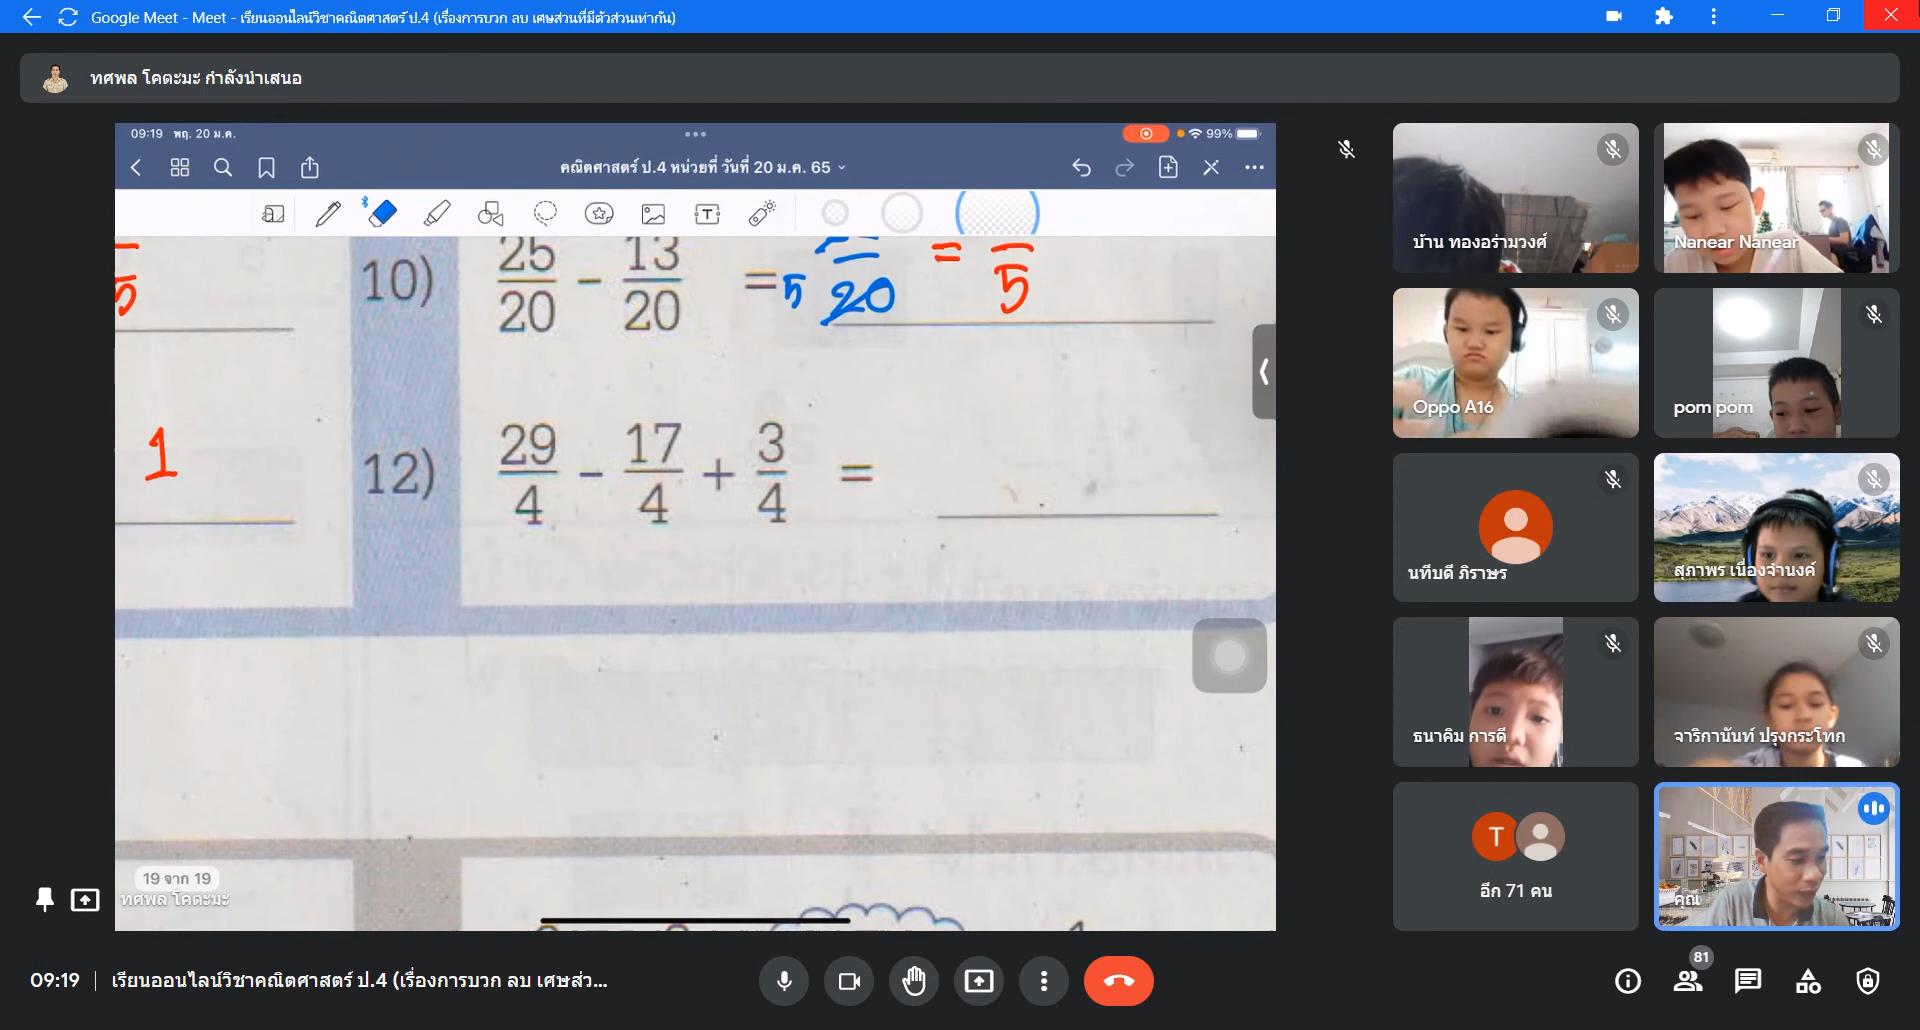 Google Meet - Meet - เรียนออนไลน์วิชาคณิตศาสตร์ ป.4 (เรื่องการบวก ลบ เศษส่วนที่มีตัวส่วนเท่ากัน)
ทศพล โคตะมะ กำลังนำเสนอ
09:19 พฤ. 20 ม.ค.
99%
คณิตศาสตร์ ป.4 หน่วยที่ วันที่ 20 ม.ค. 65
5
10) 25/20 - 13/20 = 5 20 = 5
1
12) 29/4 - 17/4 + 3/4 =
19 จาก 19
ทศพล โคตะมะ
บ้าน ทองอร่ามวงศ์
Nanear Nanear
Oppo A16
pom pom
นทีบดี ภิราษร
สุภาพร เนื่องจำนงค์
ธนาคิม การดี
จาริกานันท์ ปรุงกระโทก
T
อีก 71 คน
คุณ
09:19 | เรียนออนไลน์วิชาคณิตศาสตร์ ป.4 (เรื่องการบวก ลบ เศษส่ว...
81